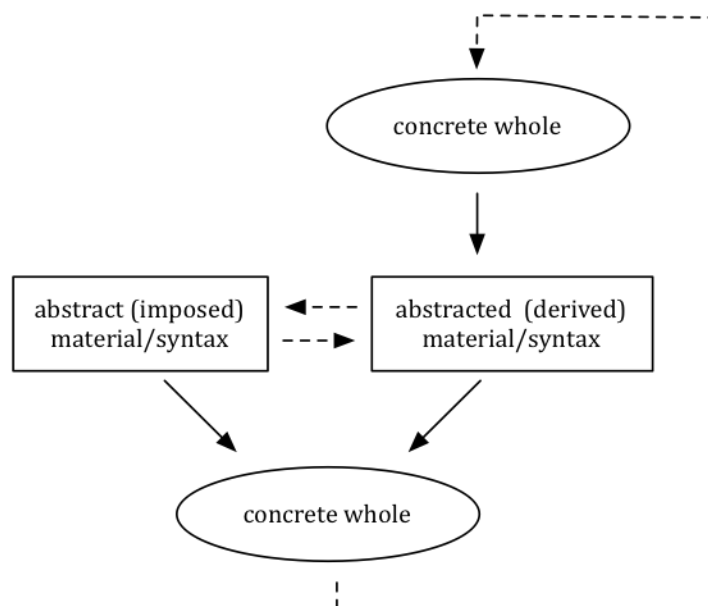 concrete whole
abstract (imposed)
material/syntax
abstracted (derived)
material/syntax
concrete whole